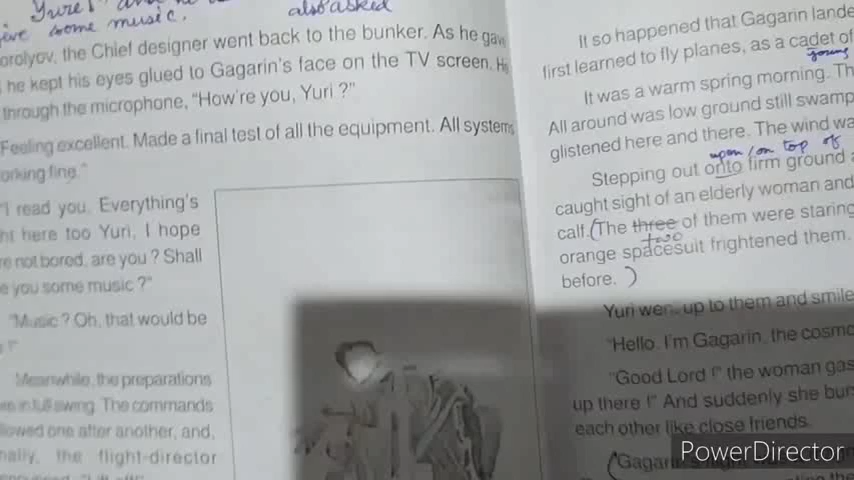 Yure!
give some music.
also asked
orolyov, the Chief designer went back to the bunker. As he gave
he kept his eyes glued to Gagarin's face on the TV screen. He
through the microphone, "How're you, Yuri ?"
Feeling excellent. Made a final test of all the equipment. All systems
orking fine."
"I read you. Everything's
ht here too Yuri, I hope
re not bored, are you ? Shall
e you some music ?"
"Music ? Oh, that would be
Meanwhile, the preparations
in full swing. The commands
lowed one after another, and,
nally, the flight-director
It so happened that Gagarin lande
first learned to fly planes, as a cadet of
young
It was a warm spring morning. Th
All around was low ground still swamp
glistened here and there. The wind wa
upon/on top of
Stepping out onto firm ground a
caught sight of an elderly woman and
calf. (The three of them were staring
two
orange spacesuit frightened them.
before. )
Yuri went up to them and smile
"Hello, I'm Gagarin, the cosmo
"Good Lord !" the woman gas
up there !" And suddenly she bur
each other like close friends.
(Gagarin's
PowerDirector